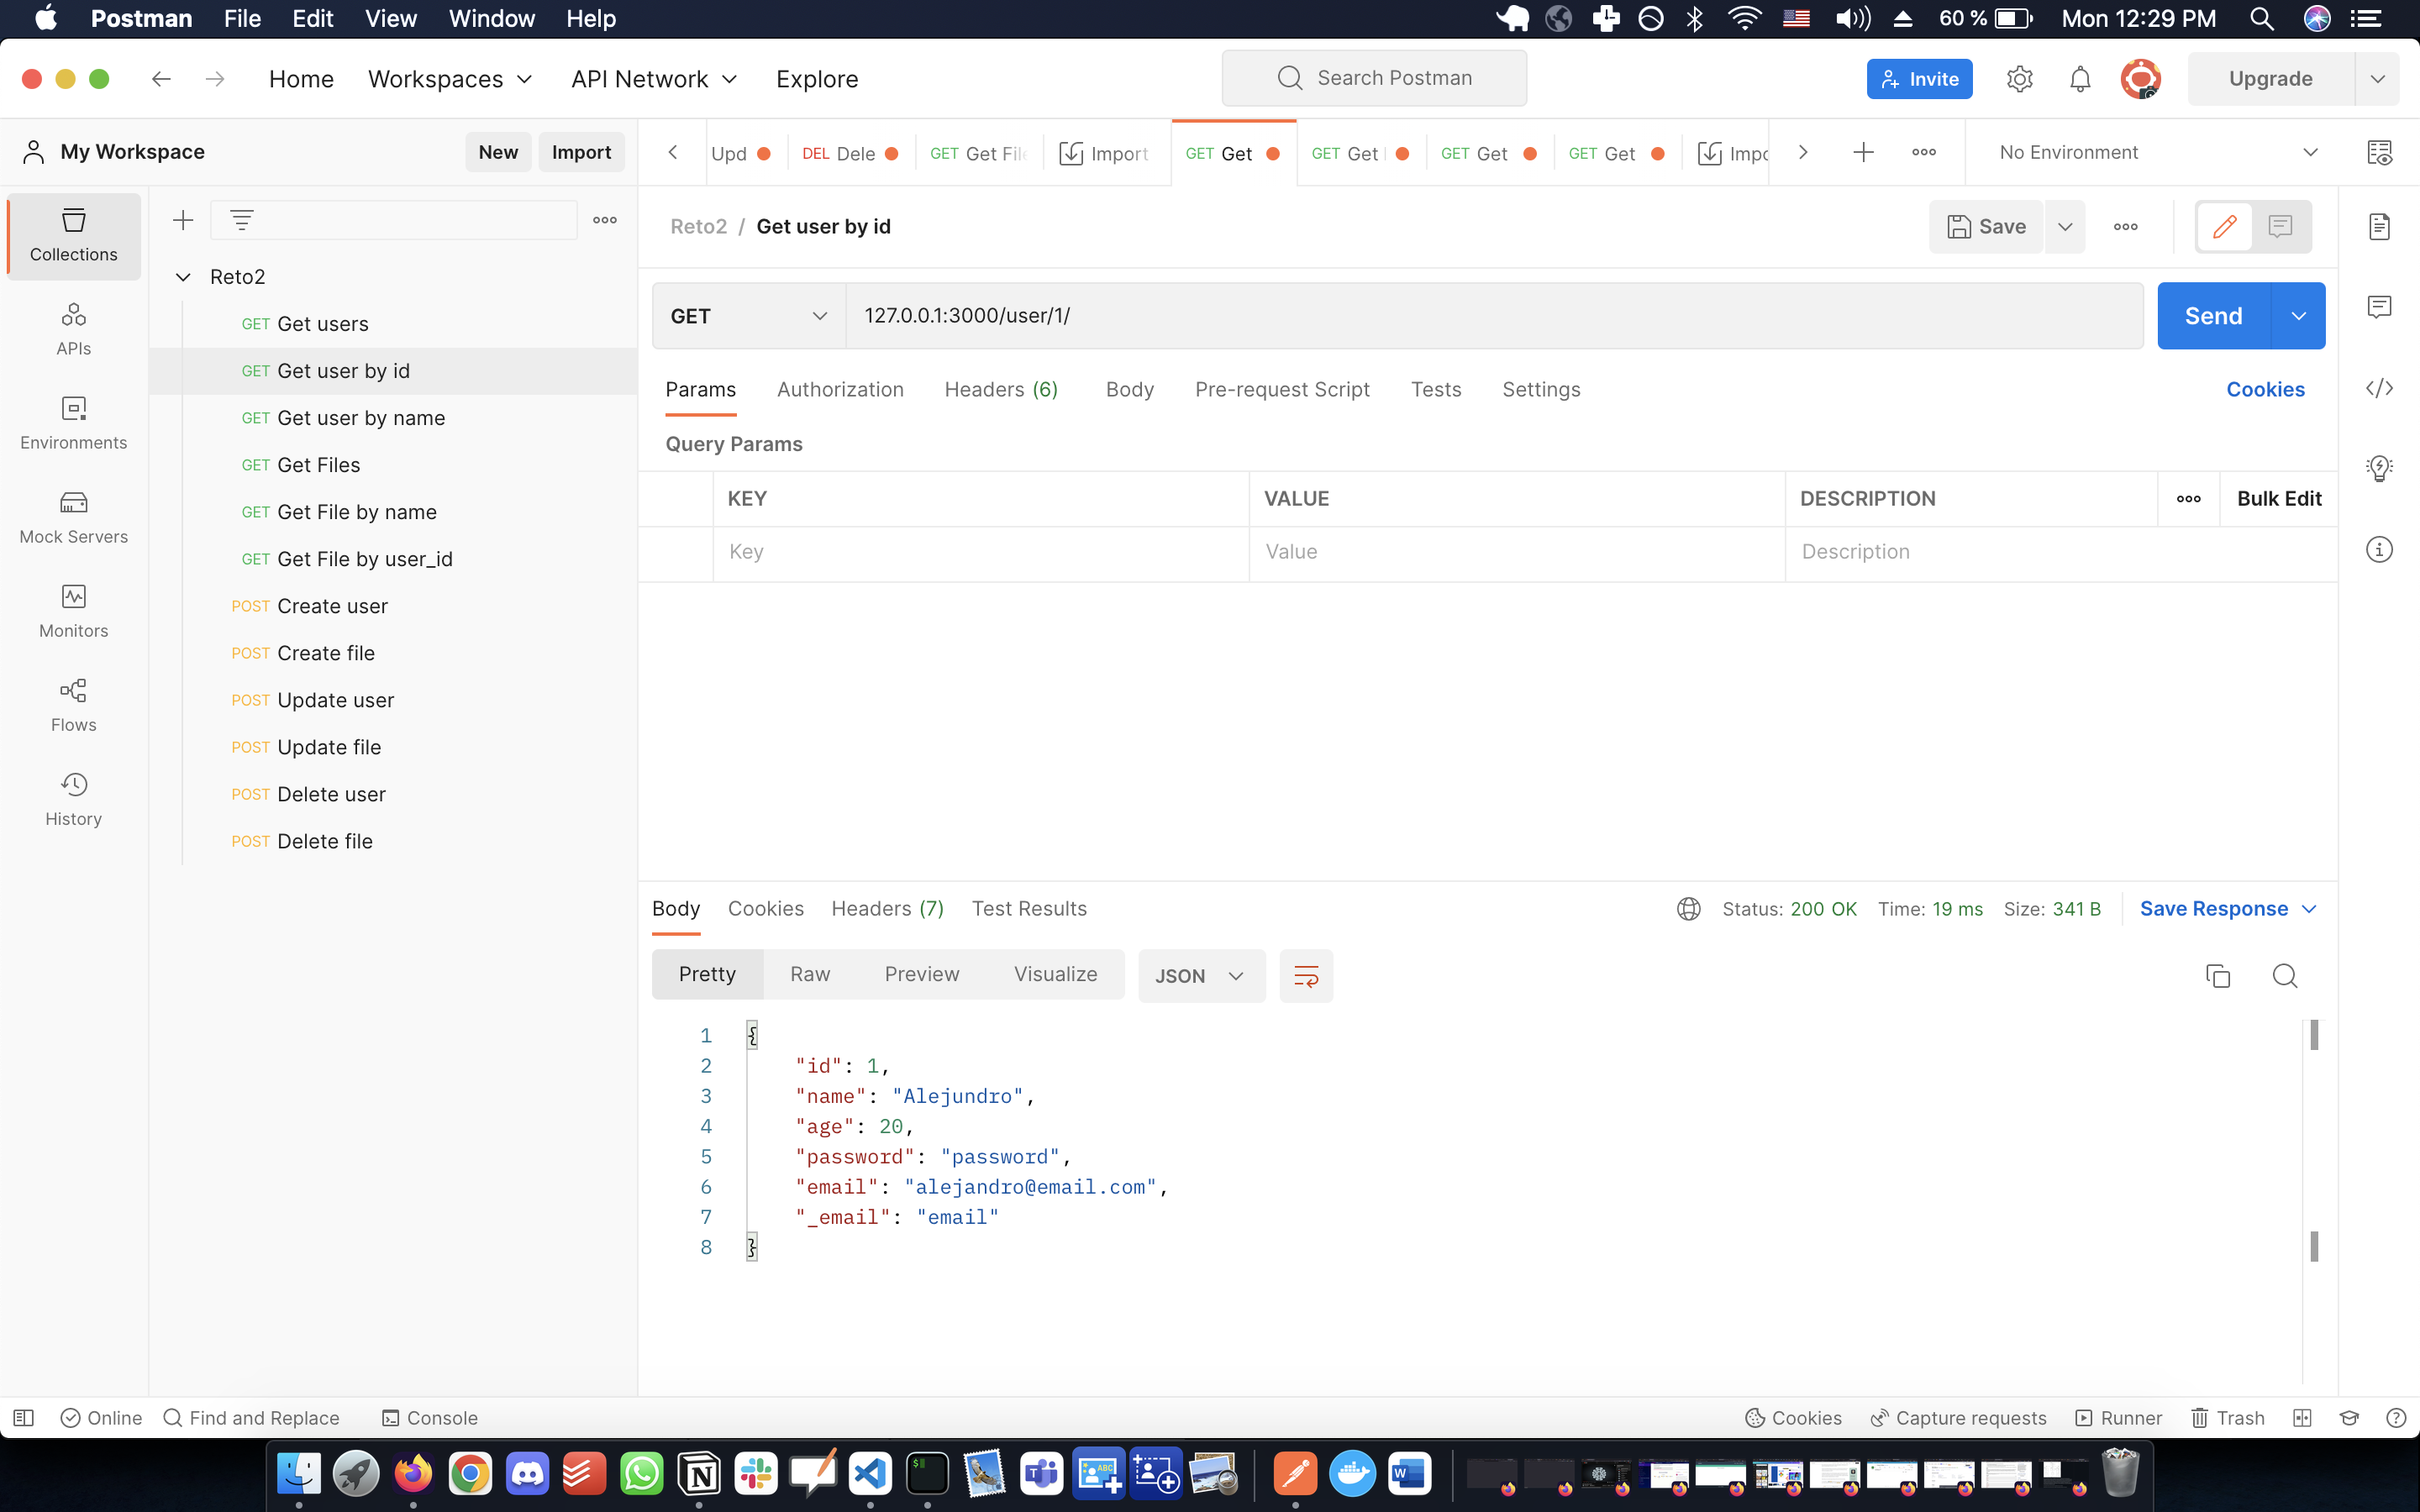 Postman File Edit View Window Help 60 % Mon 12:29 PM
Home Workspaces API Network Explore Search Postman Invite Upgrade
My Workspace New Import Upd DEL Dele GET Get File Import GET Get GET Get GET Get GET Get Impo No Environment
Collections
APIs
Environments
Mock Servers
Monitors
Flows
History
Reto2
GET Get users
GET Get user by id
GET Get user by name
GET Get Files
GET Get File by name
GET Get File by user_id
POST Create user
POST Create file
POST Update user
POST Update file
POST Delete user
POST Delete file
Reto2 / Get user by id Save
GET 127.0.0.1:3000/user/1/ Send
Params Authorization Headers (6) Body Pre-request Script Tests Settings Cookies
Query Params
KEY VALUE DESCRIPTION Bulk Edit
Key Value Description
Body Cookies Headers (7) Test Results Status: 200 OK Time: 19 ms Size: 341 B Save Response
Pretty Raw Preview Visualize JSON
1 {
2 "id": 1,
3 "name": "Alejundro",
4 "age": 20,
5 "password": "password",
6 "email": "alejandro@email.com",
7 "_email": "email"
8 }
Online Find and Replace Console Cookies Capture requests Runner Trash